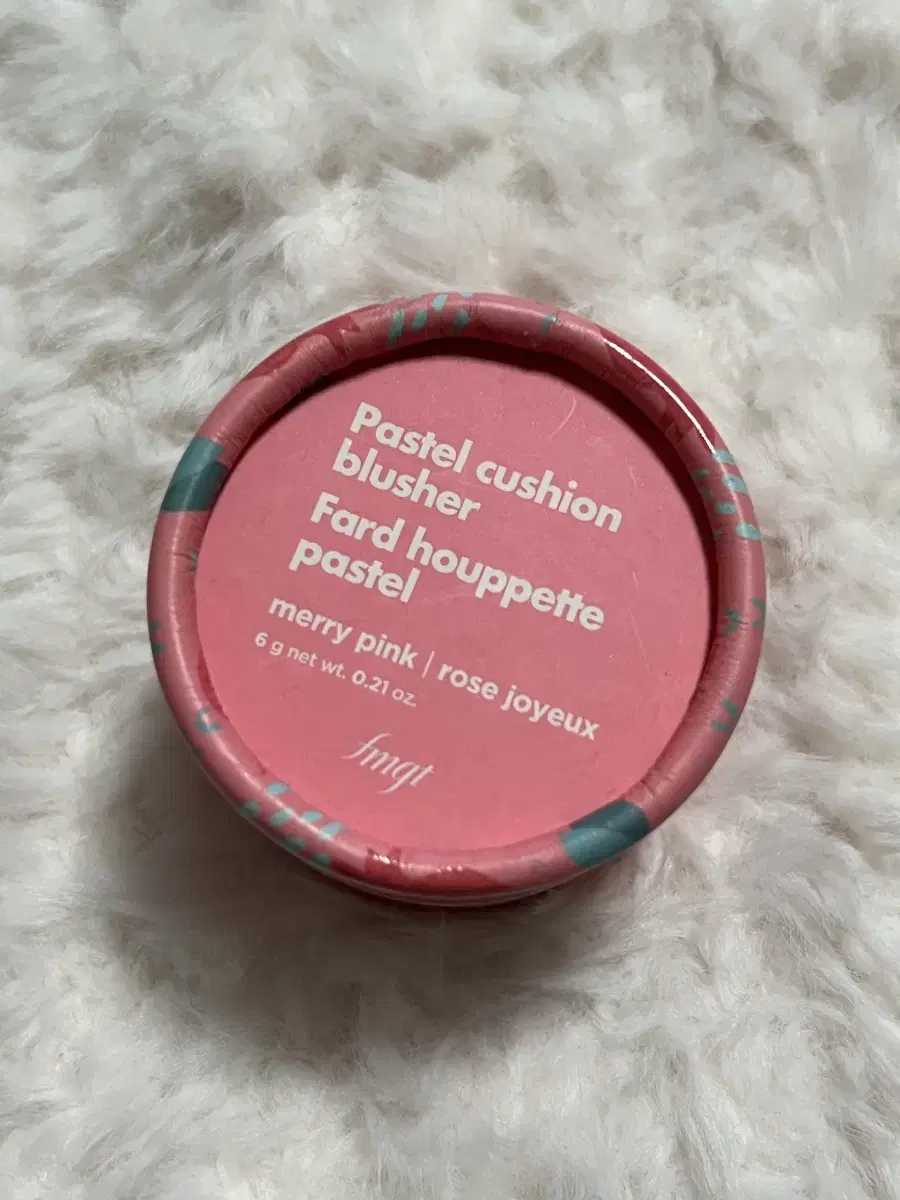 Pastel cushion
blusher
Fard houppette
pastel
merry pink | rose joyeux
6 g net wt. 0.21 oz.
fmgt